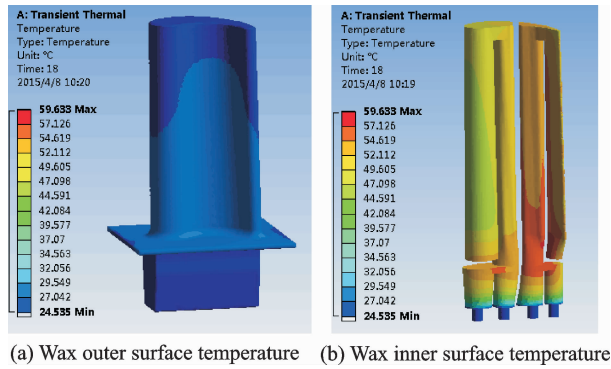 A: Transient Thermal
Temperature
Type: Temperature
Unit: °C
Time: 18
2015/4/8 10:20
59.633 Max
57.126
54.619
52.112
49.605
47.098
44.591
42.084
39.577
37.07
34.563
32.056
29.549
27.042
24.535 Min
(a) Wax outer surface temperature
A: Transient Thermal
Temperature
Type: Temperature
Unit: °C
Time: 18
2015/4/8 10:19
59.633 Max
57.126
54.619
52.112
49.605
47.098
44.591
42.084
39.577
37.07
34.563
32.056
29.549
27.042
24.535 Min
(b) Wax inner surface temperature